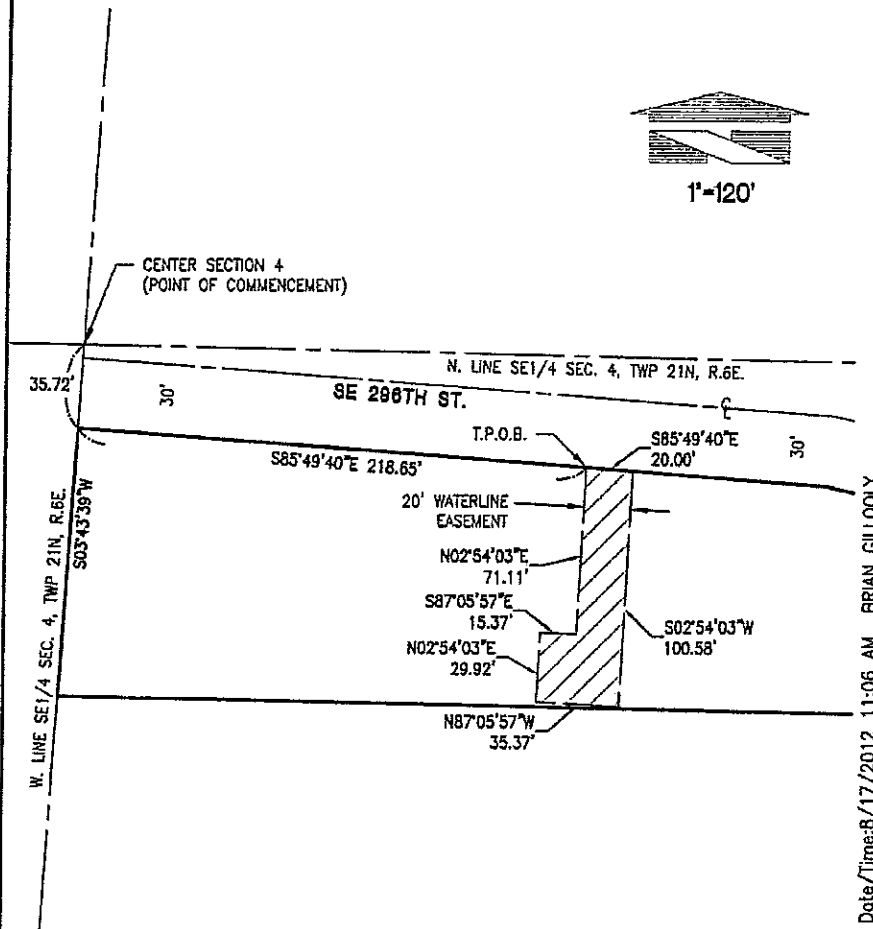 1"=120'
CENTER SECTION 4
(POINT OF COMMENCEMENT)
N. LINE SE1/4 SEC. 4, TWP 21N, R.6E.
35.72'
30'
SE 296TH ST.
℄
T.P.O.B.
S85°49'40"E
20.00'
30'
S85°49'40"E 218.65'
20' WATERLINE
EASEMENT
S03°43'39"W
N02°54'03"E
71.11'
S87°05'57"E
15.37'
S02°54'03"W
100.58'
N02°54'03"E
29.92'
N87°05'57"W
35.37'
W. LINE SE1/4 SEC. 4, TWP 21N, R.6E.
Date/Time:8/17/2012 11:06 AM BRIAN GILLOOLY